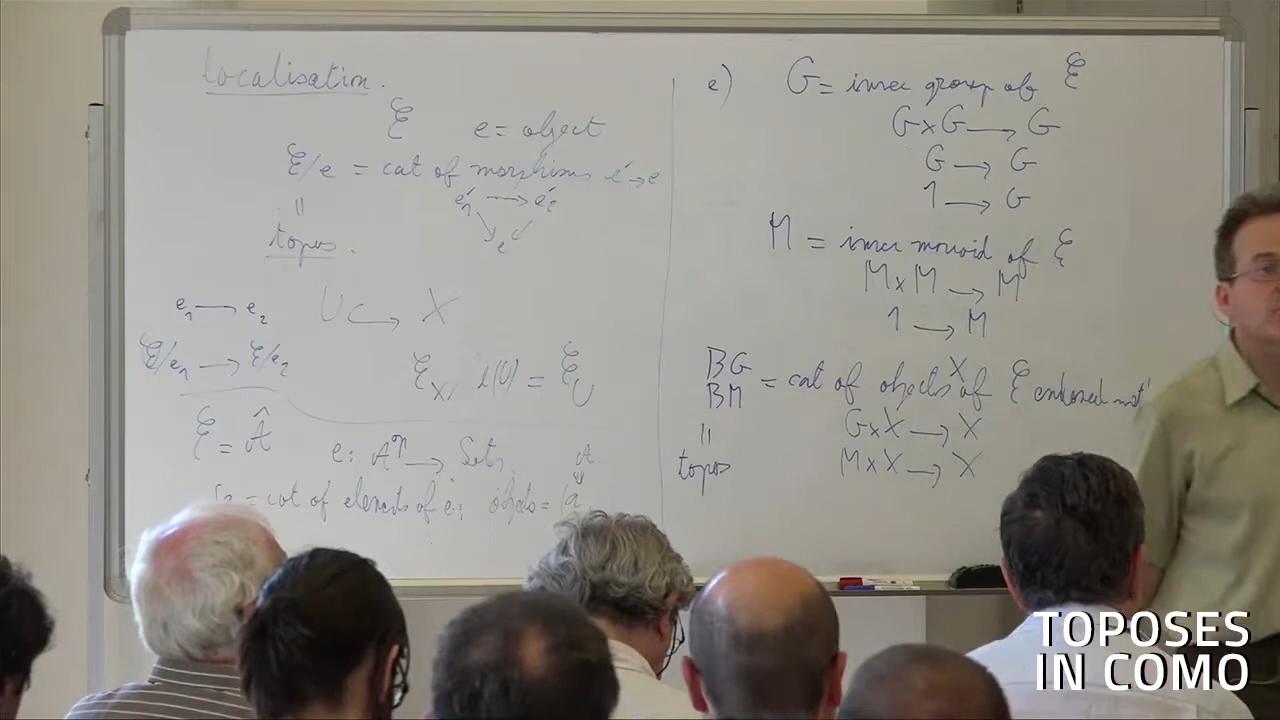 Localisation.
ℰ e = object
ℰ/e = cat of morphisms e' → e
e'₁ → e'₂
e
||
topos.
e₁ → e₂ U ↪ X
ℰ/e₁ → ℰ/e₂ ℰ_X/ℓ(U) = ℰ_U
ℰ = Â e: A^op → Sets A
= cat of elements of e: objects = (a
e) G = inner group of ℰ
G×G → G
G → G
1 → G
M = inner monoid of ℰ
M×M → M
1 → M
BG
BM = cat of objects X of ℰ endowed with
|| G×X → X
topos M×X → X
TOPOSES
IN COMO